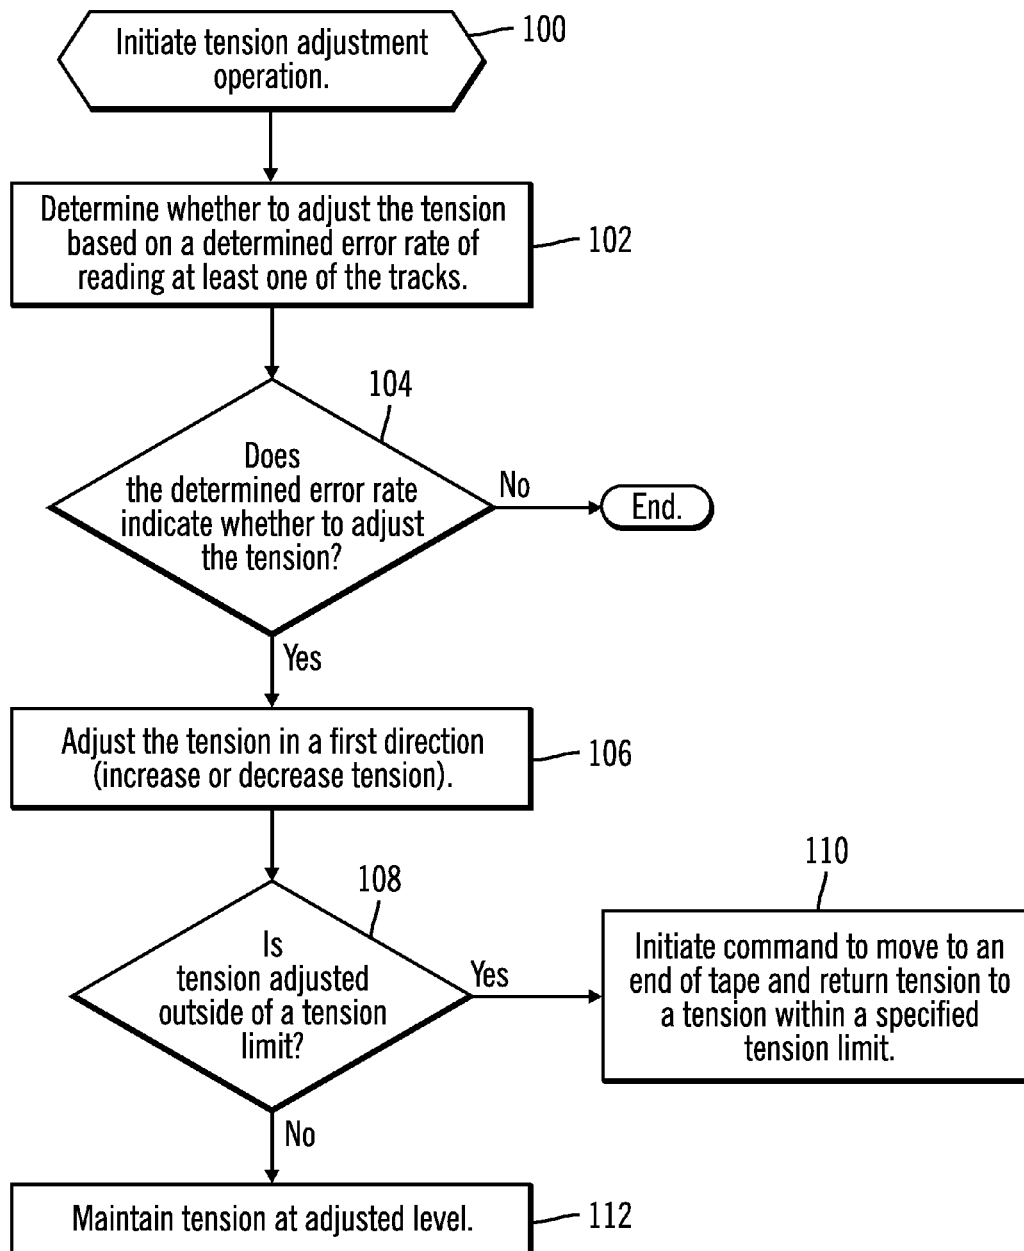 Initiate tension adjustment
operation.
100
Determine whether to adjust the tension
based on a determined error rate of
reading at least one of the tracks.
102
104
Does
the determined error rate
indicate whether to adjust
the tension?
No
End.
Yes
Adjust the tension in a first direction
(increase or decrease tension).
106
108
Is
tension adjusted
outside of a tension
limit?
Yes
110
Initiate command to move to an
end of tape and return tension to
a tension within a specified
tension limit.
No
Maintain tension at adjusted level.
112